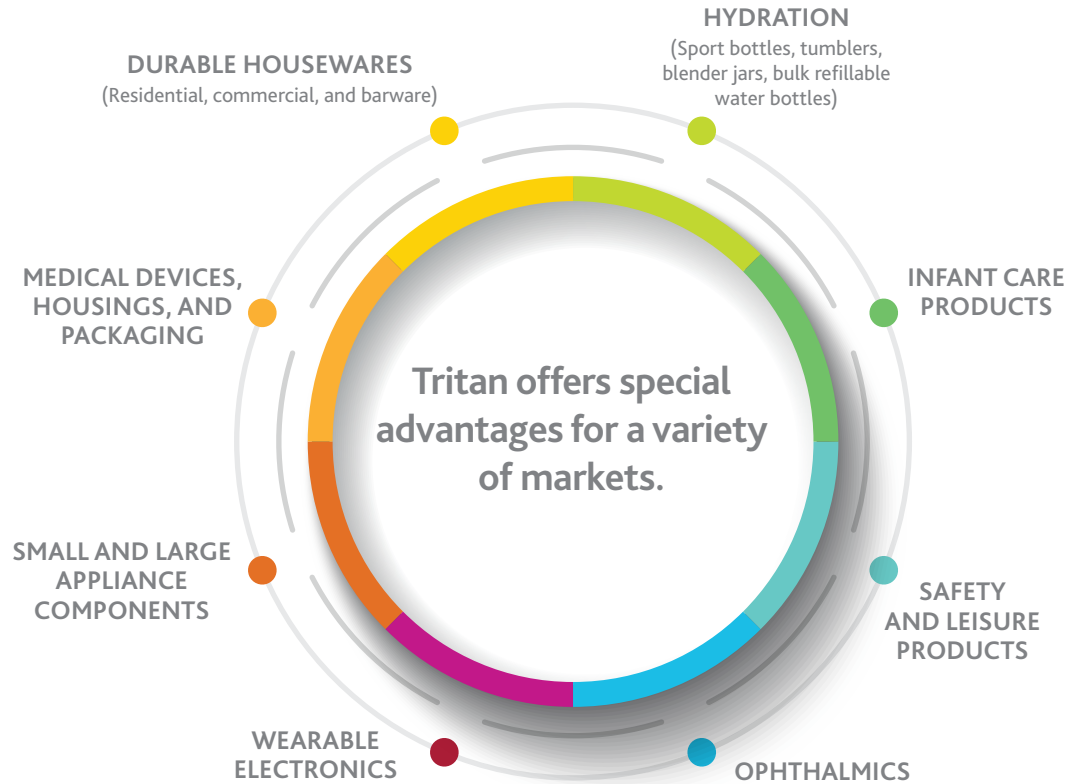 HYDRATION
(Sport bottles, tumblers,
blender jars, bulk refillable
water bottles)
DURABLE HOUSEWARES
(Residential, commercial, and barware)
MEDICAL DEVICES,
HOUSINGS, AND
PACKAGING
INFANT CARE
PRODUCTS
Tritan offers special
advantages for a variety
of markets.
SMALL AND LARGE
APPLIANCE
COMPONENTS
SAFETY
AND LEISURE
PRODUCTS
WEARABLE
ELECTRONICS
OPHTHALMICS